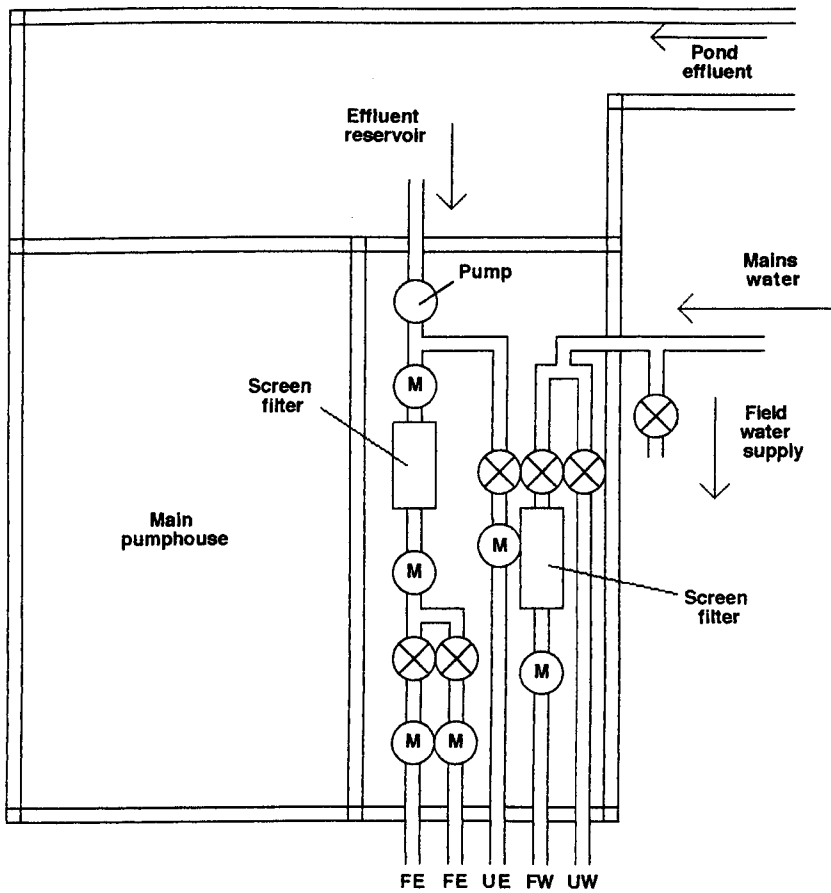 Pond
effluent
Effluent
reservoir
Mains
water
Pump
M
Screen
filter
Field
water
supply
Main
pumphouse
M
M
Screen
filter
M
M
M
FE
FE
UE
FW
UW